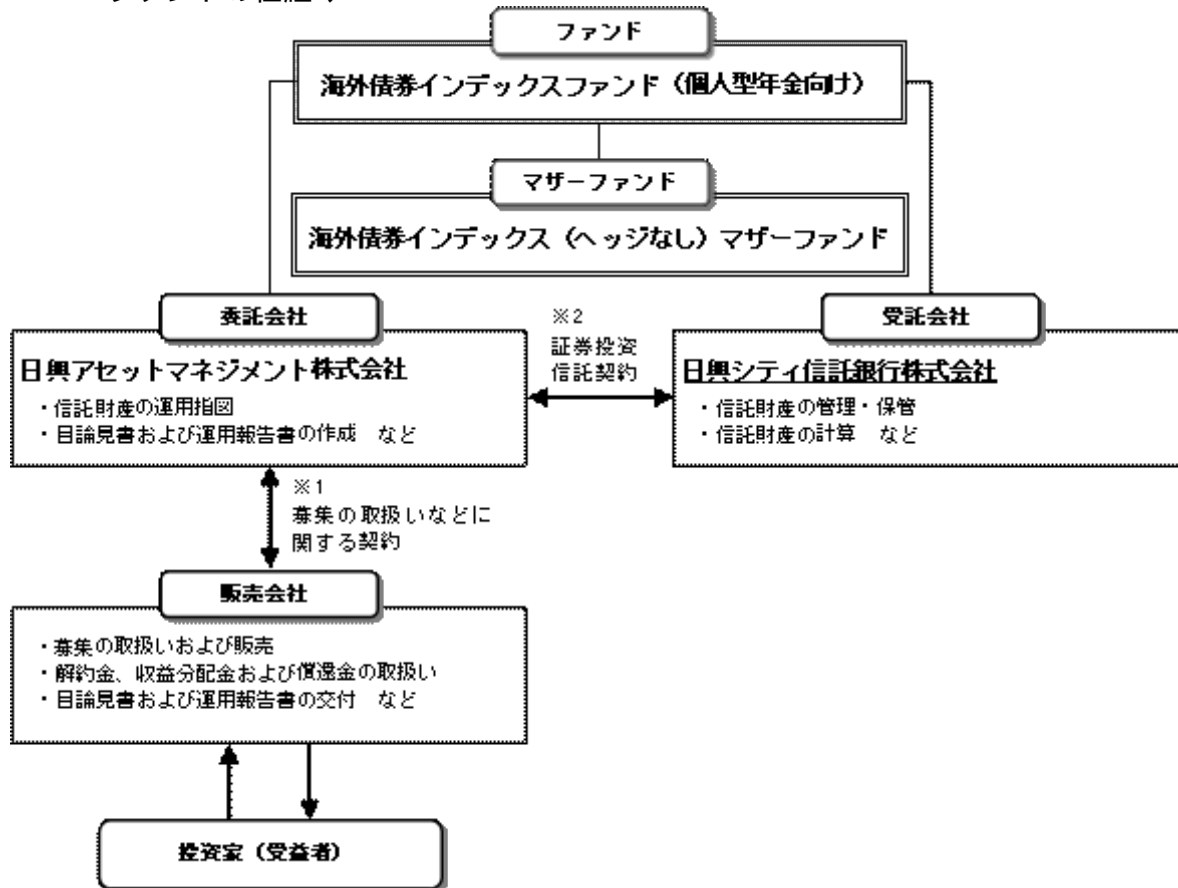 ファンドの仕組み
ファンド
海外債券インデックスファンド（個人型年金向け）
マザーファンド
海外債券インデックス（ヘッジなし）マザーファンド
委託会社
日興アセットマネジメント株式会社
・信託財産の運用指図
・目論見書および運用報告書の作成　など
※2
証券投資
信託契約
受託会社
日興シティ信託銀行株式会社
・信託財産の管理・保管
・信託財産の計算　など
※1
募集の取扱いなどに
関する契約
販売会社
・募集の取扱いおよび販売
・解約金、収益分配金および償還金の取扱い
・目論見書および運用報告書の交付　など
投資家（受益者）